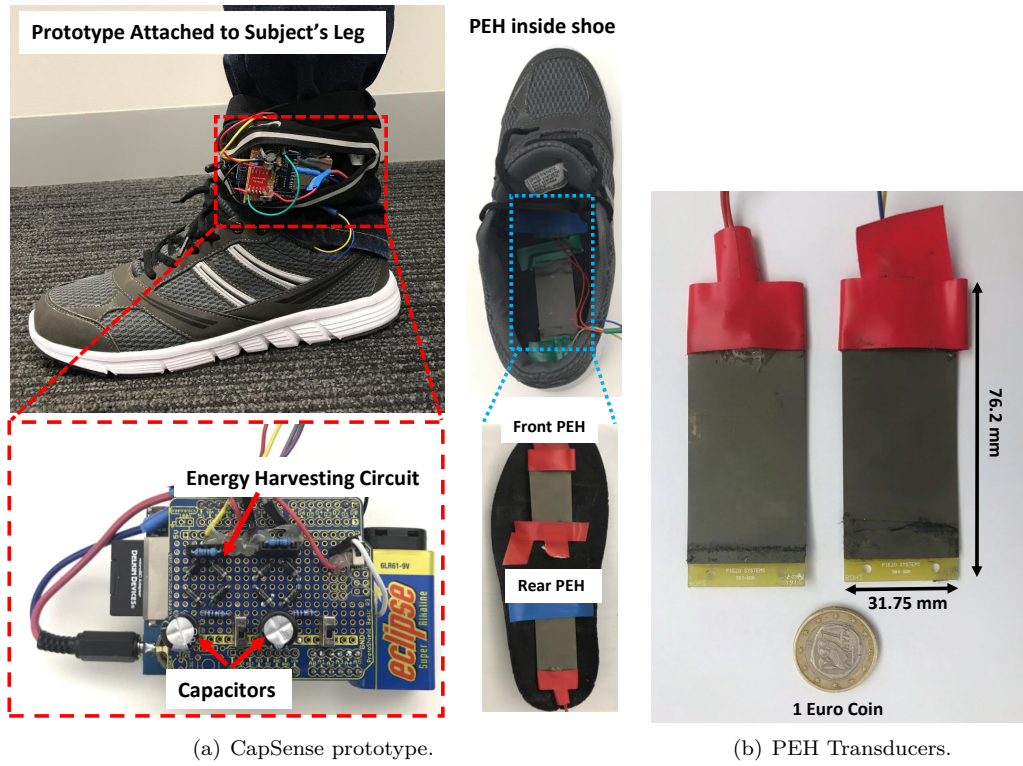 Prototype Attached to Subject's Leg
PEH inside shoe
76.2 mm
Front PEH
Energy Harvesting Circuit
6LR61-9V
DELKIN DEVICES
eclipse
Super Alkaline
Rear PEH
PIEZO SYSTEMS
PIEZO SYSTEMS
31.75 mm
Capacitors
1 Euro Coin
(a) CapSense prototype.
(b) PEH Transducers.